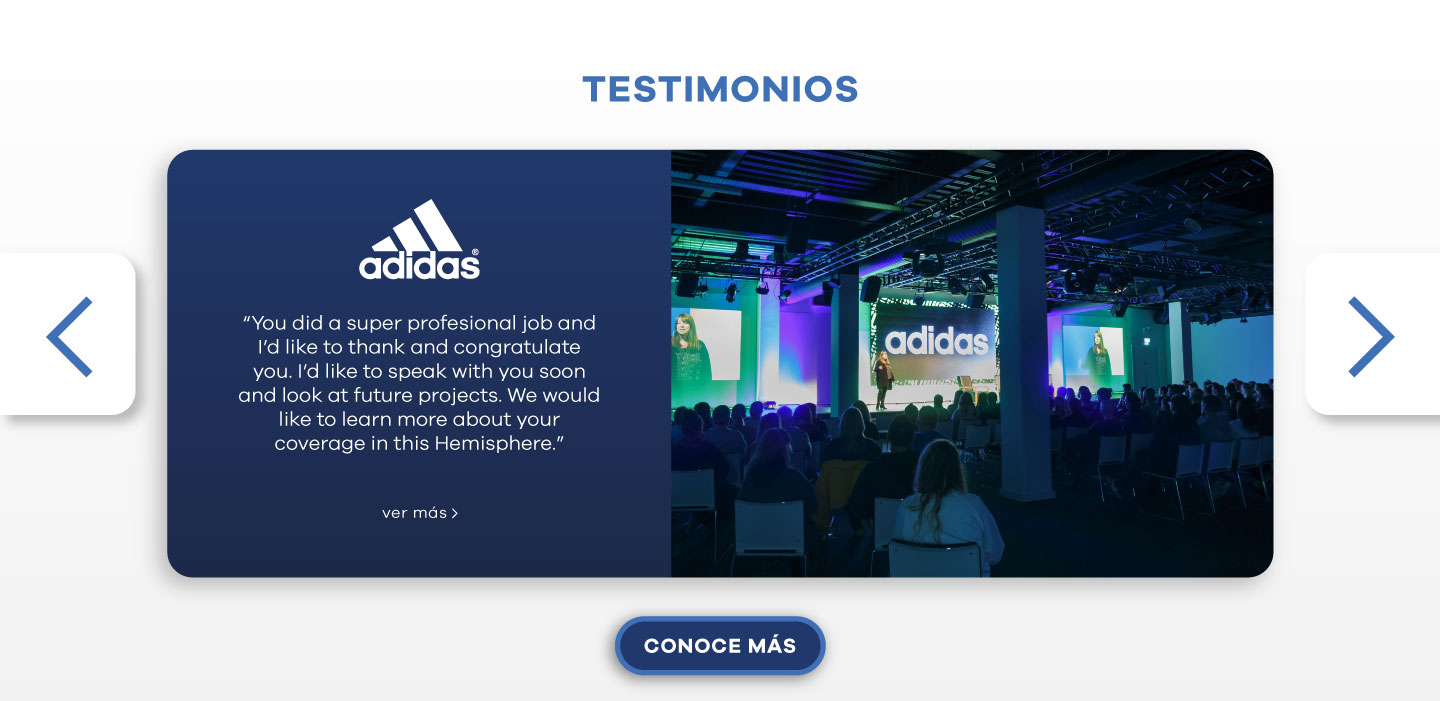 TESTIMONIOS
adidas®
“You did a super profesional job and
I’d like to thank and congratulate
you. I’d like to speak with you soon
and look at future projects. We would
like to learn more about your
coverage in this Hemisphere.”
ver más >
adidas
CONOCE MÁS